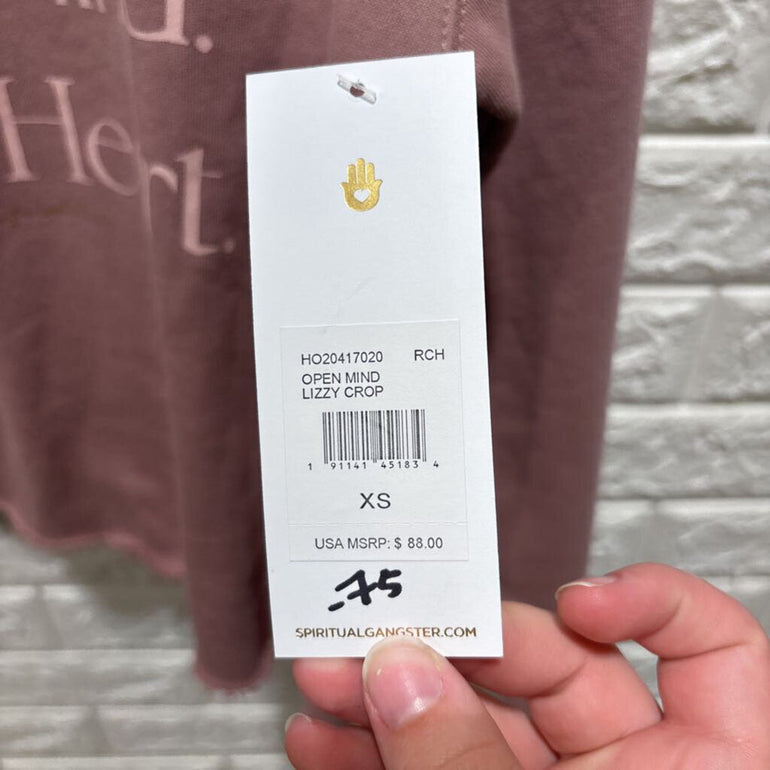 Hert.
HO20417020 RCH
OPEN MIND
LIZZY CROP
1 91141 45183 4
XS
USA MSRP: $ 88.00
-.75
SPIRITUALGANGSTER.COM